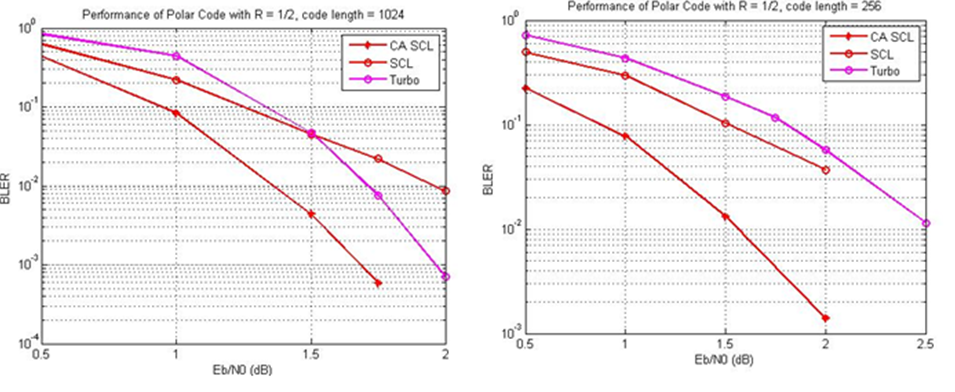 Performance of Polar Code with R = 1/2, code length = 1024
10^0
10^-1
10^-2
10^-3
10^-4
BLER
CA SCL
SCL
Turbo
0.5 1 1.5 2
Eb/N0 (dB)
Performance of Polar Code with R = 1/2, code length = 256
10^0
10^-1
10^-2
10^-3
BLER
CA SCL
SCL
Turbo
0.5 1 1.5 2 2.5
Eb/N0 (dB)